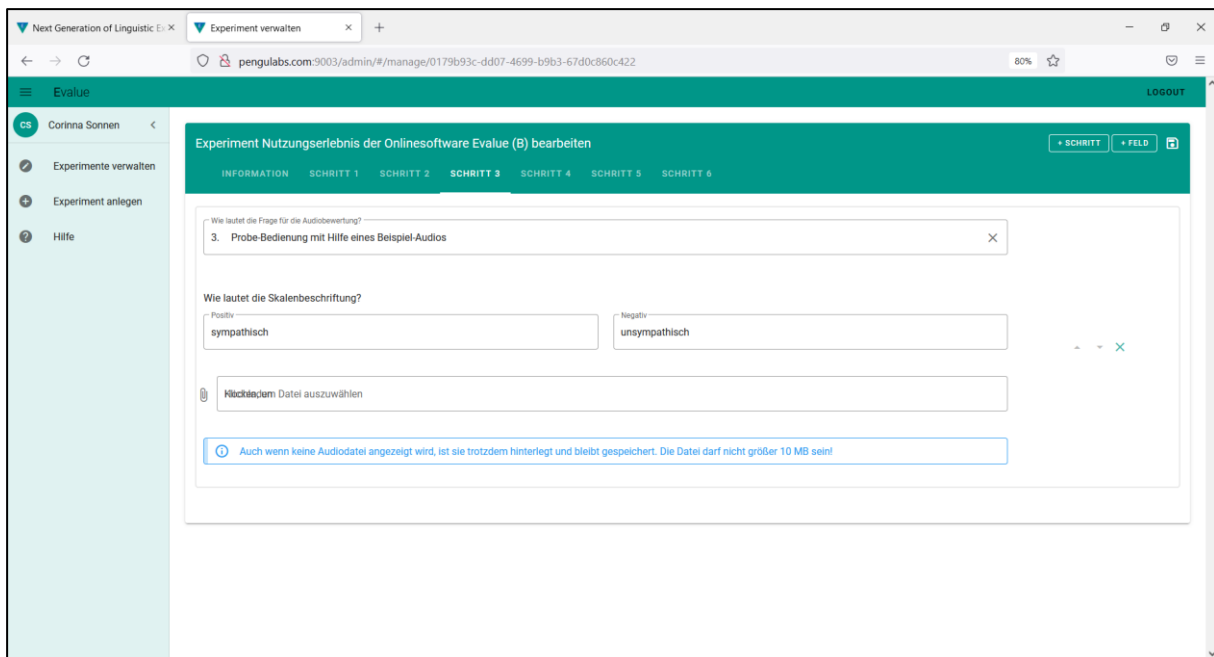 Next Generation of Linguistic Ex
Experiment verwalten
pengulabs.com:9003/admin/#/manage/0179b93c-dd07-4699-b9b3-67d0c860c422
80%
Evalue
LOGOUT
CS
Corinna Sonnen
Experimente verwalten
Experiment anlegen
Hilfe
Experiment Nutzungserlebnis der Onlinesoftware Evalue (B) bearbeiten
+ SCHRITT
+ FELD
INFORMATION SCHRITT 1 SCHRITT 2 SCHRITT 3 SCHRITT 4 SCHRITT 5 SCHRITT 6
Wie lautet die Frage für die Audiobewertung?
3. Probe-Bedienung mit Hilfe eines Beispiel-Audios
Wie lautet die Skalenbeschriftung?
Positiv
sympathisch
Negativ
unsympathisch
Datei auszuwählen
Auch wenn keine Audiodatei angezeigt wird, ist sie trotzdem hinterlegt und bleibt gespeichert. Die Datei darf nicht größer 10 MB sein!